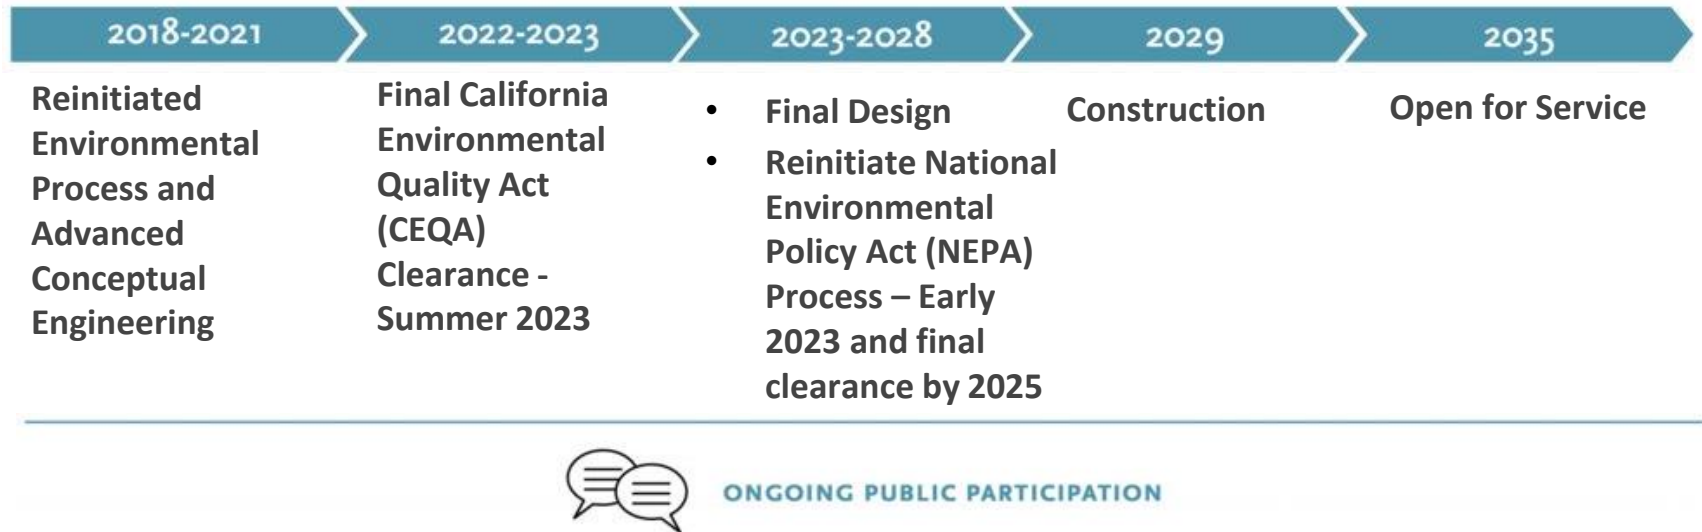 2018-2021
2022-2023
2023-2028
2029
2035
Reinitiated
Environmental
Process and
Advanced
Conceptual
Engineering
Final California
Environmental
Quality Act
(CEQA)
Clearance -
Summer 2023
• Final Design
• Reinitiate National
Environmental
Policy Act (NEPA)
Process – Early
2023 and final
clearance by 2025
Construction
Open for Service
ONGOING PUBLIC PARTICIPATION